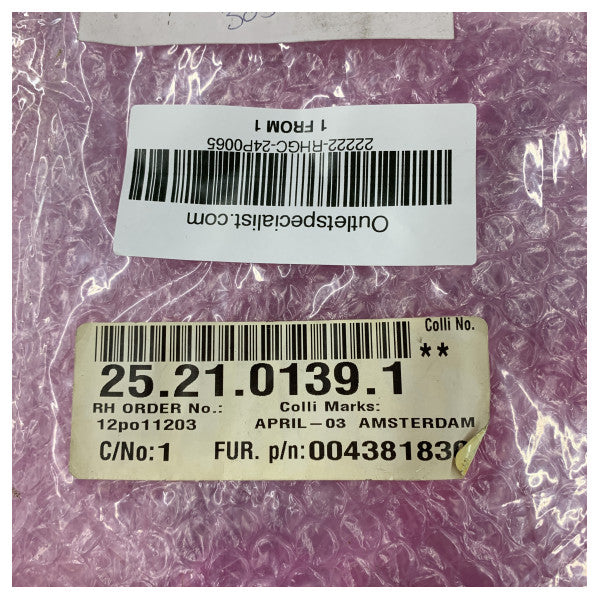 Outletspecialist.com
22222-RHGC-24P0065
1 FROM 1
Colli No.
**
25.21.0139.1
RH ORDER No.: Colli Marks:
12po11203 APRIL-03 AMSTERDAM
C/No:1 FUR. p/n: